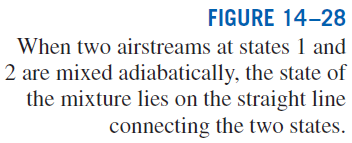 FIGURE 14–28
When two airstreams at states 1 and
2 are mixed adiabatically, the state of
the mixture lies on the straight line
connecting the two states.